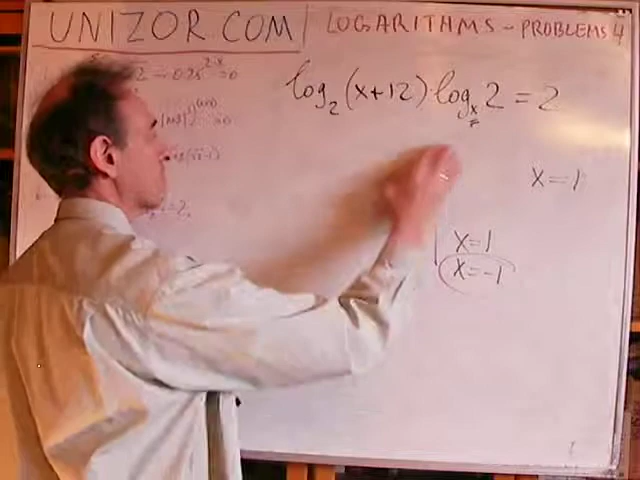 UNIZOR.COM
LOGARITHMS - PROBLEMS 4
log₂(x+12)·logₓ2 = 2
x=1
x=1
x=-1